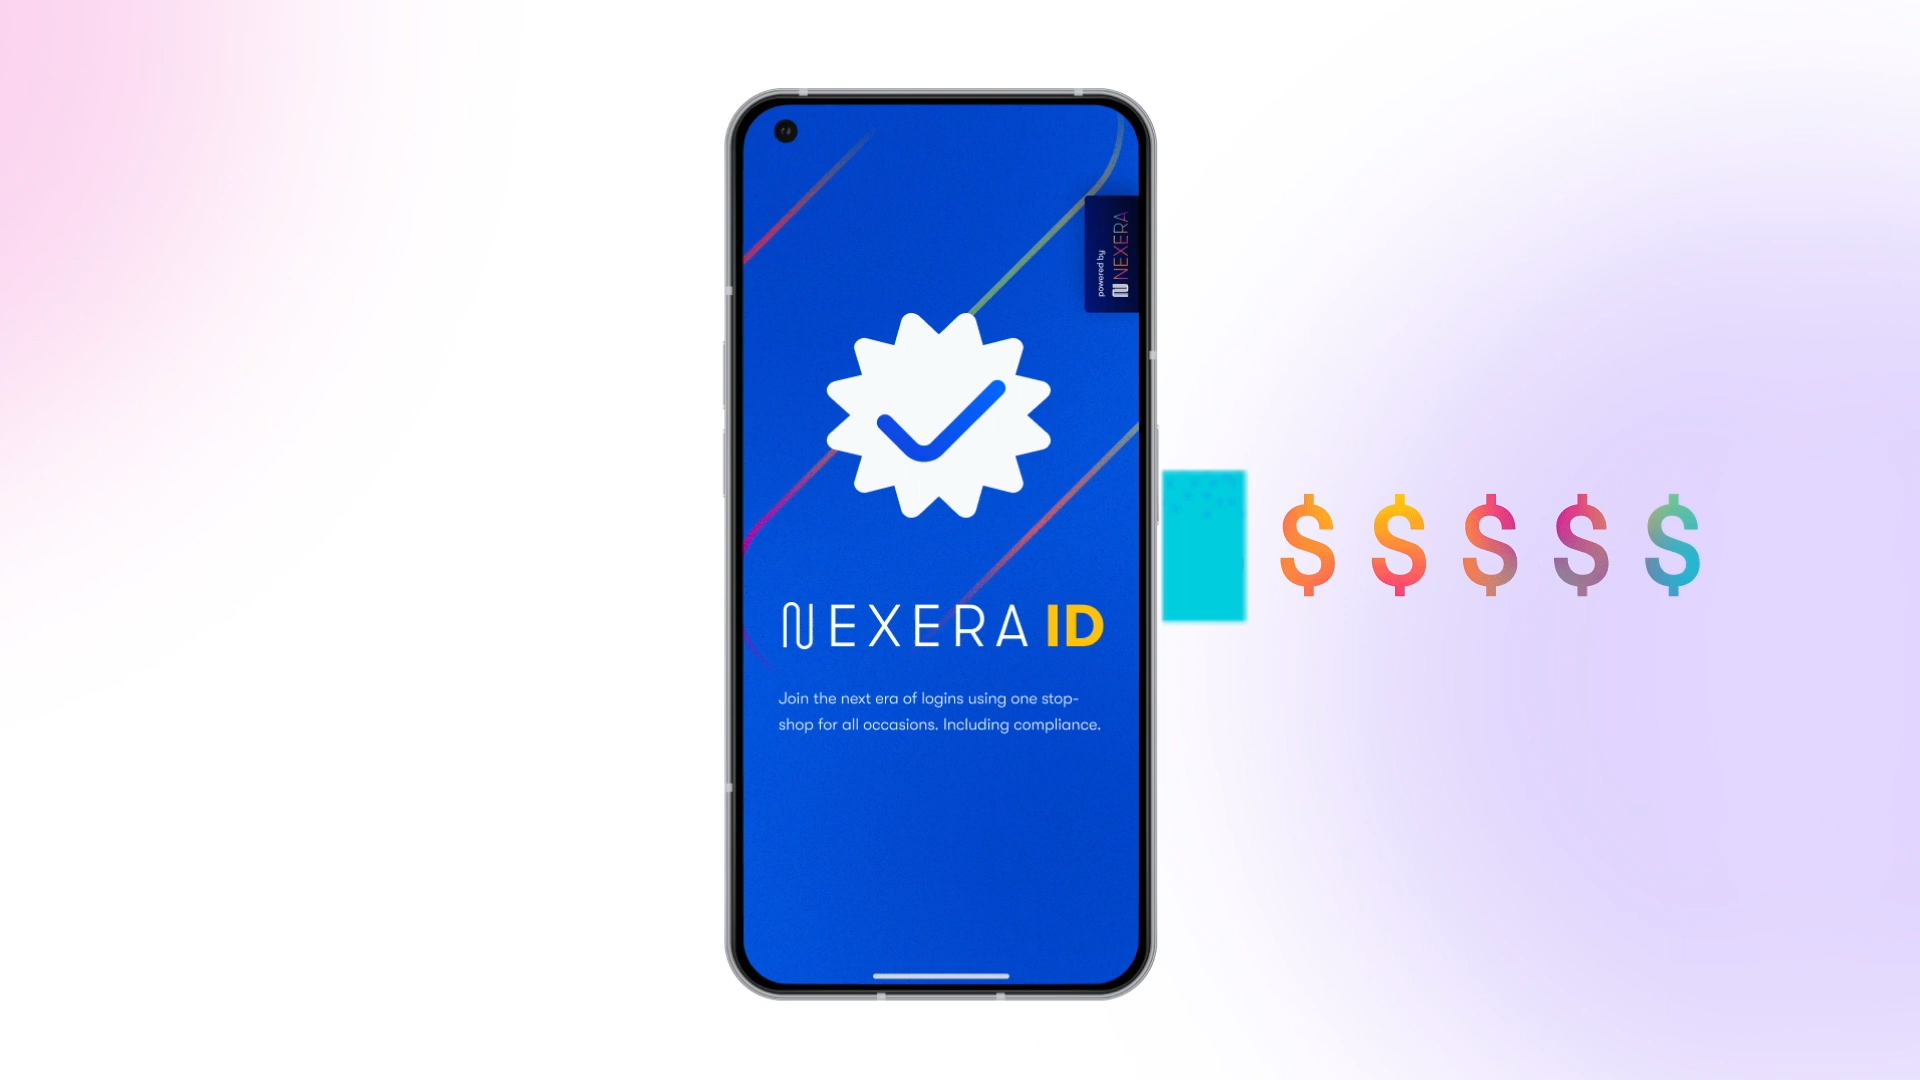 powered by
NEXERA
NEXERA ID
Join the next era of logins using one stop-
shop for all occasions. Including compliance.
$ $ $ $ $